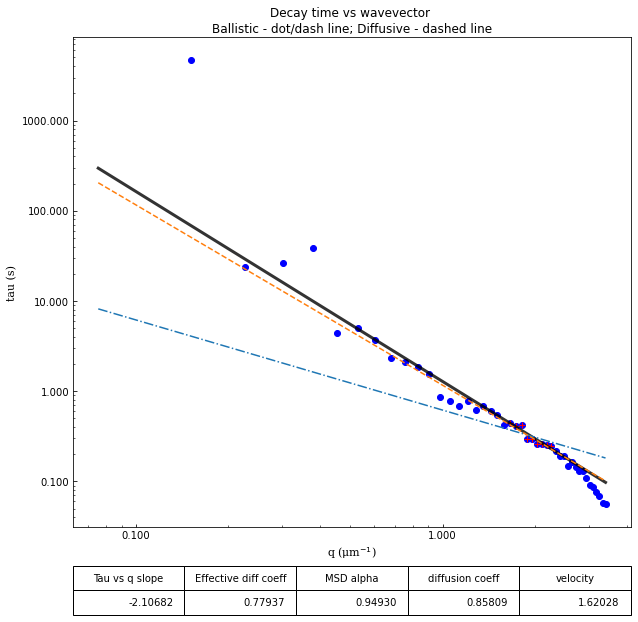 Decay time vs wavevector
Ballistic - dot/dash line; Diffusive - dashed line
tau (s)
1000.000
100.000
10.000
1.000
0.100
0.100 1.000
q (μm⁻¹)
Tau vs q slope Effective diff coeff MSD alpha diffusion coeff velocity
-2.10682 0.77937 0.94930 0.85809 1.62028